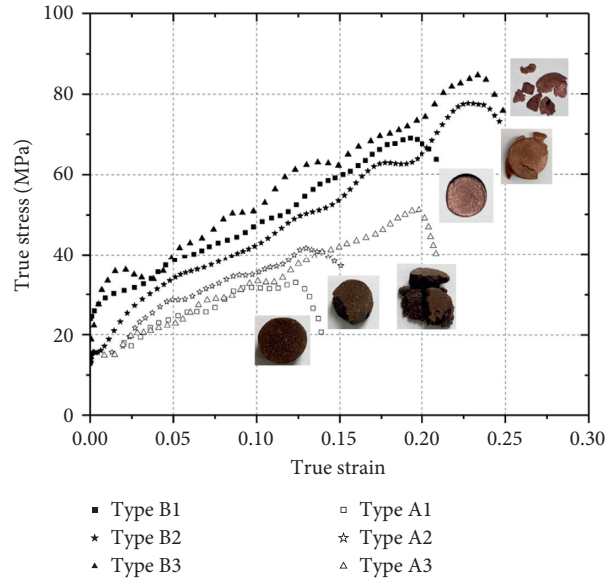 100
80
60
40
20
0
True stress (MPa)
0.00
0.05
0.10
0.15
0.20
0.25
0.30
True strain
Type B1
Type A1
Type B2
Type A2
Type B3
Type A3